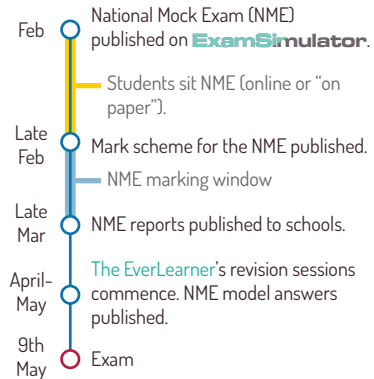 Feb
National Mock Exam (NME)
published on ExamSimulator.
Students sit NME (online or “on
paper”).
Late
Feb
Mark scheme for the NME published.
NME marking window
Late
Mar
NME reports published to schools.
April-
May
The EverLearner’s revision sessions
commence. NME model answers
published.
9th
May
Exam